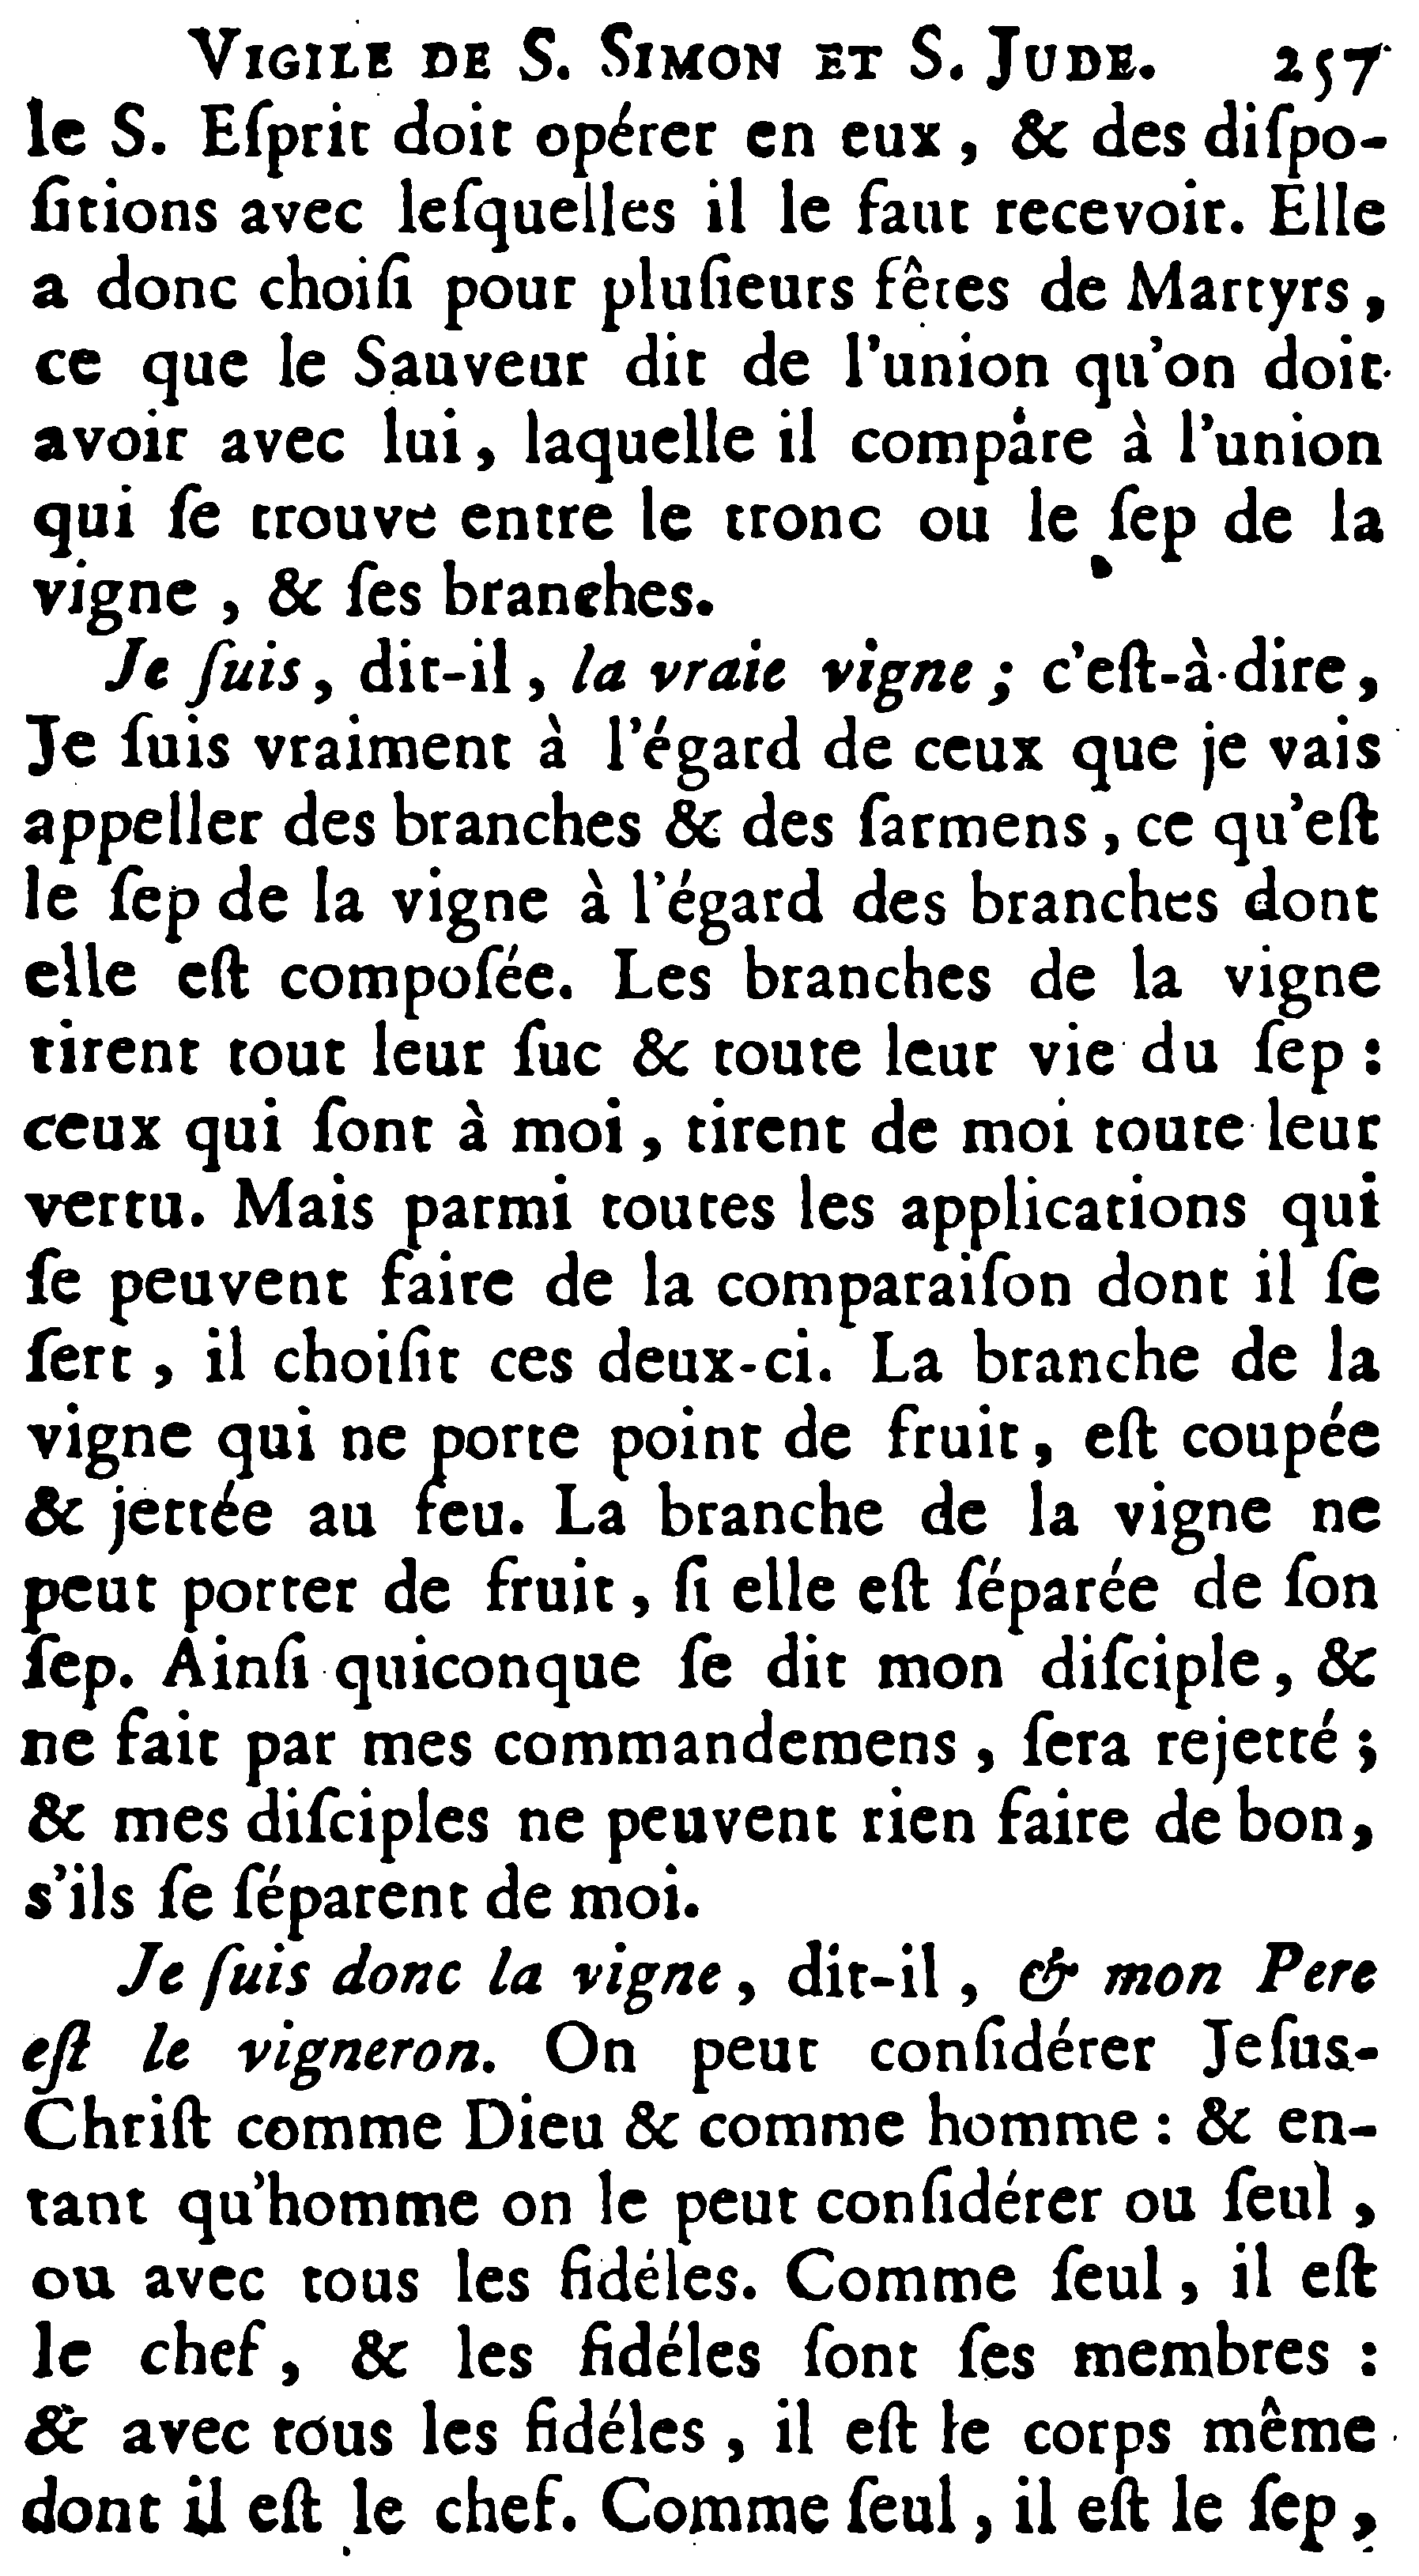 VIGILE DE S. SIMON ET S. JUDE. 257
le S. Eſprit doit opérer en eux, & des diſpo-
ſitions avec leſquelles il le faut recevoir. Elle
a donc choiſi pour pluſieurs fêtes de Martyrs,
ce que le Sauveur dit de l'union qu'on doit
avoir avec lui, laquelle il compare à l'union
qui ſe trouve entre le tronc ou le ſep de la
vigne, & ſes branches.
Je ſuis, dit-il, la vraie vigne; c'eſt-à-dire,
Je ſuis vraiment à l'égard de ceux que je vais
appeller des branches & des ſarmens, ce qu'eſt
le ſep de la vigne à l'égard des branches dont
elle eſt compoſée. Les branches de la vigne
tirent tout leur ſuc & toute leur vie du ſep:
ceux qui ſont à moi, tirent de moi toute leur
vertu. Mais parmi toutes les applications qui
ſe peuvent faire de la comparaiſon dont il ſe
ſert, il choiſit ces deux-ci. La branche de la
vigne qui ne porte point de fruit, eſt coupée
& jettée au feu. La branche de la vigne ne
peut porter de fruit, ſi elle eſt ſéparée de ſon
ſep. Ainſi quiconque ſe dit mon diſciple, &
ne fait par mes commandemens, ſera rejetté;
& mes diſciples ne peuvent rien faire de bon,
s'ils ſe ſéparent de moi.
Je ſuis donc la vigne, dit-il, & mon Pere
eſt le vigneron. On peut conſidérer Jeſus-
Chriſt comme Dieu & comme homme: & en-
tant qu'homme on le peut conſidérer ou ſeul,
ou avec tous les fidéles. Comme ſeul, il eſt
le chef, & les fidéles ſont ſes membres:
& avec tous les fidéles, il eſt le corps même
dont il eſt le chef. Comme ſeul, il eſt le ſep,